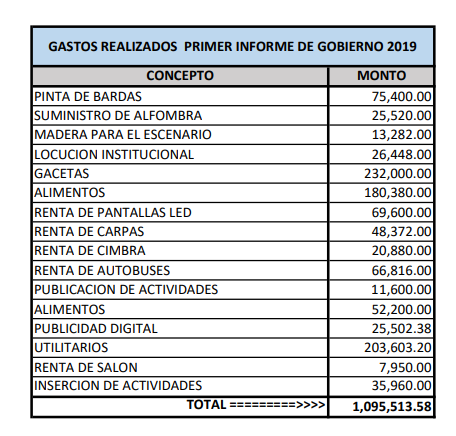 GASTOS REALIZADOS PRIMER INFORME DE GOBIERNO 2019
CONCEPTO MONTO
PINTA DE BARDAS 75,400.00
SUMINISTRO DE ALFOMBRA 25,520.00
MADERA PARA EL ESCENARIO 13,282.00
LOCUCION INSTITUCIONAL 26,448.00
GACETAS 232,000.00
ALIMENTOS 180,380.00
RENTA DE PANTALLAS LED 69,600.00
RENTA DE CARPAS 48,372.00
RENTA DE CIMBRA 20,880.00
RENTA DE AUTOBUSES 66,816.00
PUBLICACION DE ACTIVIDADES 11,600.00
ALIMENTOS 52,200.00
PUBLICIDAD DIGITAL 25,502.38
UTILITARIOS 203,603.20
RENTA DE SALON 7,950.00
INSERCION DE ACTIVIDADES 35,960.00
TOTAL =========>>>> 1,095,513.58